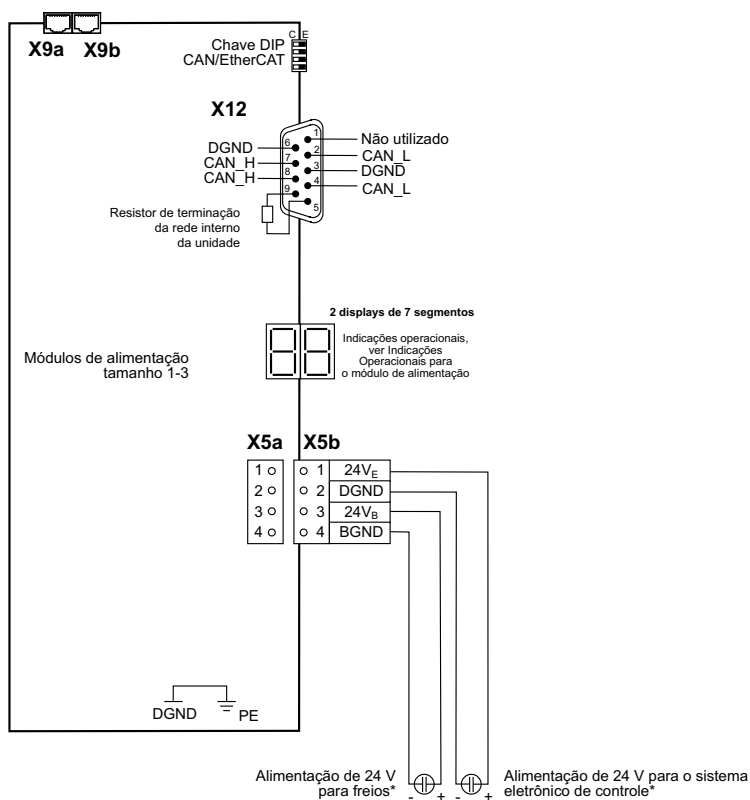 X9a X9b
C E
Chave DIP
CAN/EtherCAT
X12
DGND
CAN_H
CAN_H
6
7
8
9
1
2
3
4
5
Não utilizado
CAN_L
DGND
CAN_L
Resistor de terminação
da rede interno
da unidade
2 displays de 7 segmentos
Indicações operacionais,
ver Indicações
Operacionais para
o módulo de alimentação
Módulos de alimentação
tamanho 1-3
X5a X5b
1 1 24VE
2 2 DGND
3 3 24VB
4 4 BGND
DGND PE
Alimentação de 24 V
para freios*
- +
- +
Alimentação de 24 V para o sistema
eletrônico de controle*